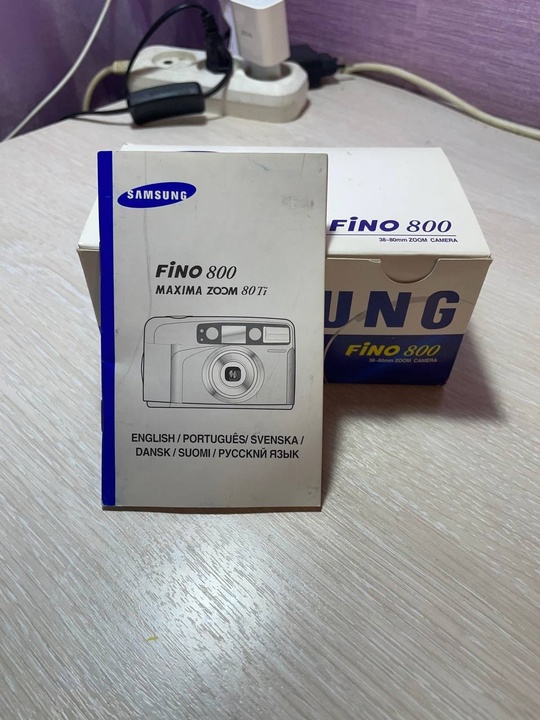 SAMSUNG
FiNO 800
MAXIMA ZOOM 80Ti
ENGLISH / PORTUGUÊS/ SVENSKA /
DANSK / SUOMI / РУССКИЙ ЯЗЫК
FiNO 800
38–80mm ZOOM CAMERA
UNG
FiNO 800
38–80mm ZOOM CAMERA